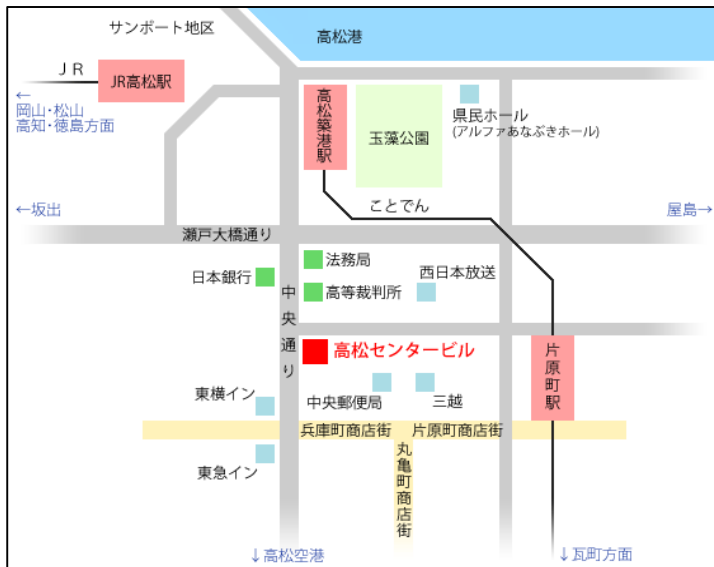 サンポート地区
高松港
JR
JR高松駅
←
岡山・松山
高知・徳島方面
高松築港駅
玉藻公園
県民ホール
(アルファあなぶきホール)
←坂出
ことでん
屋島→
瀬戸大橋通り
法務局
日本銀行
高等裁判所
西日本放送
中央通り
高松センタービル
片原町駅
東横イン
中央郵便局
三越
兵庫町商店街
片原町商店街
丸亀町商店街
東急イン
↓高松空港
↓瓦町方面